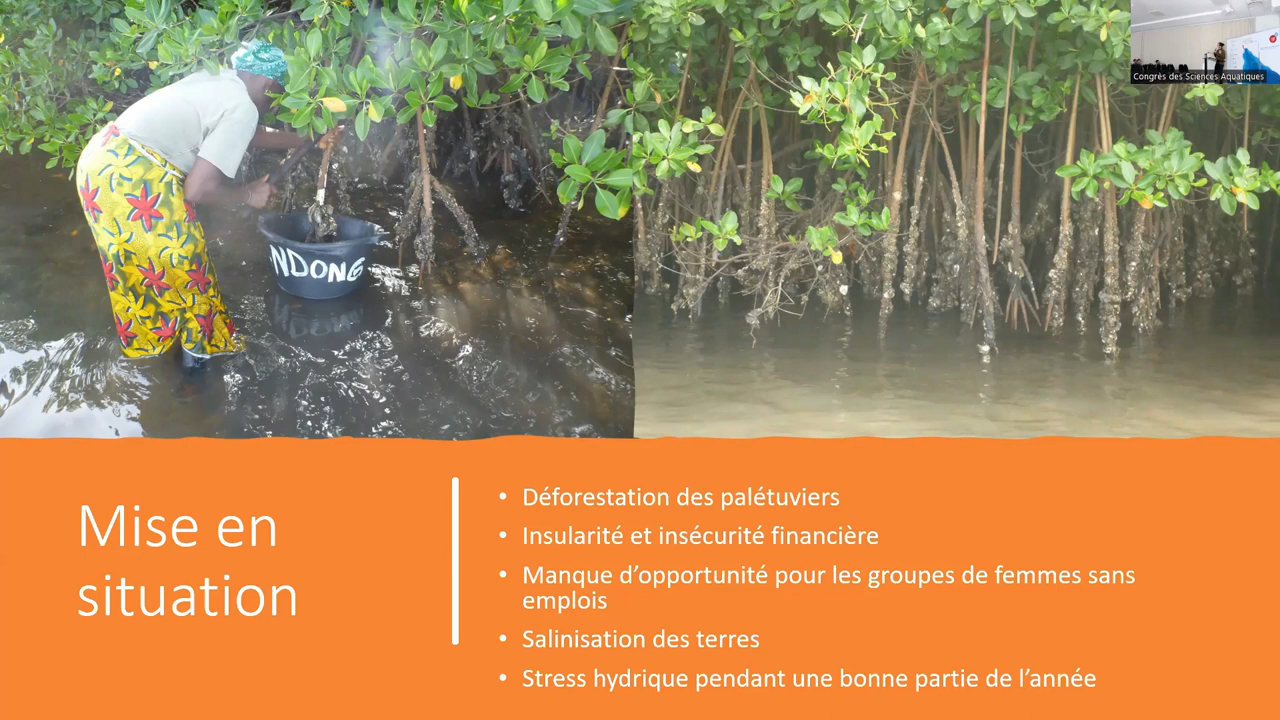 Congrès des Sciences Aquatiques
NDONG
Mise en
situation
• Déforestation des palétuviers
• Insularité et insécurité financière
• Manque d’opportunité pour les groupes de femmes sans
emplois
• Salinisation des terres
• Stress hydrique pendant une bonne partie de l’année